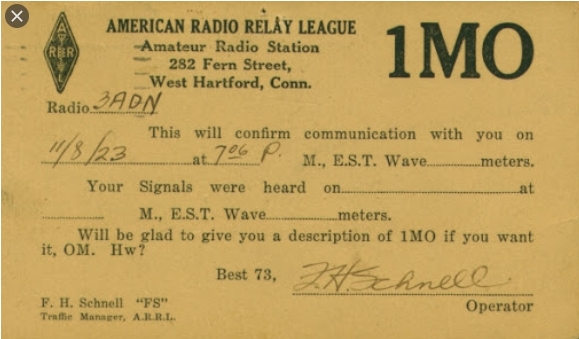 AMERICAN RADIO RELAY LEAGUE
Amateur Radio Station
282 Fern Street,
West Hartford, Conn.
1MO
A
R R
L
Radio 3ADN
This will confirm communication with you on
11/8/23 at 7 06 P. M., E.S.T. Wave meters.
Your Signals were heard on at
M., E.S.T. Wave meters.
Will be glad to give you a description of 1MO if you want
it, OM. Hw?
Best 73, F.H. Schnell
F. H. Schnell "FS" Operator
Traffic Manager, A.R.R.L.